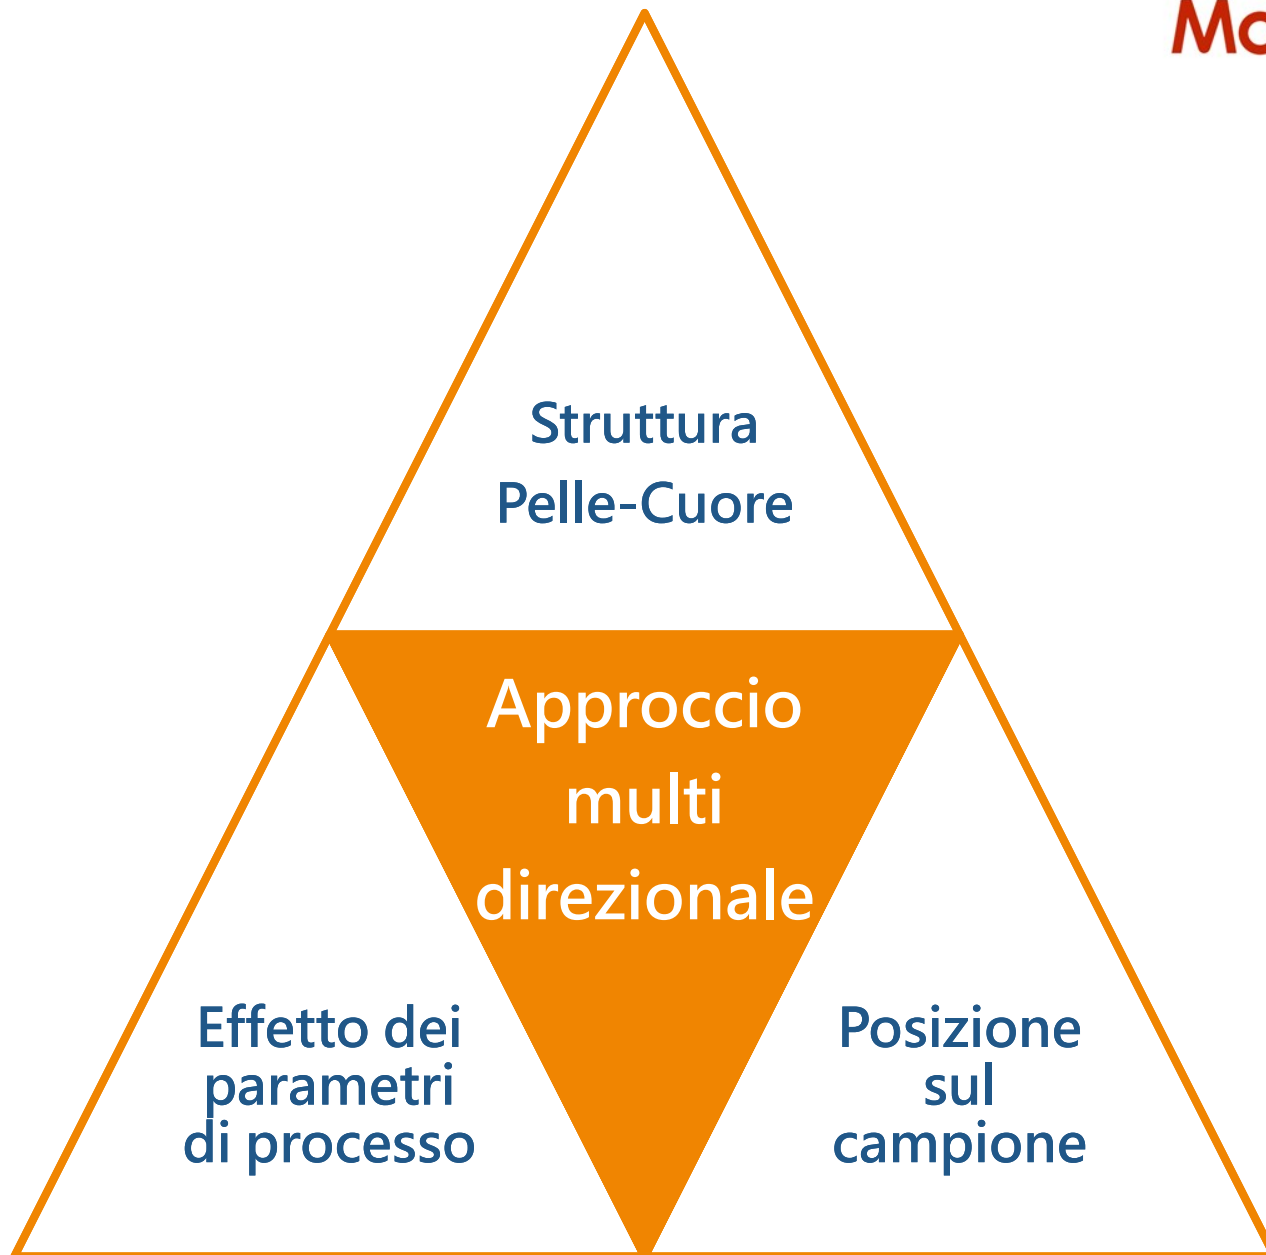 Struttura
Pelle-Cuore
Approccio
multi
direzionale
Effetto dei
parametri
di processo
Posizione
sul
campione